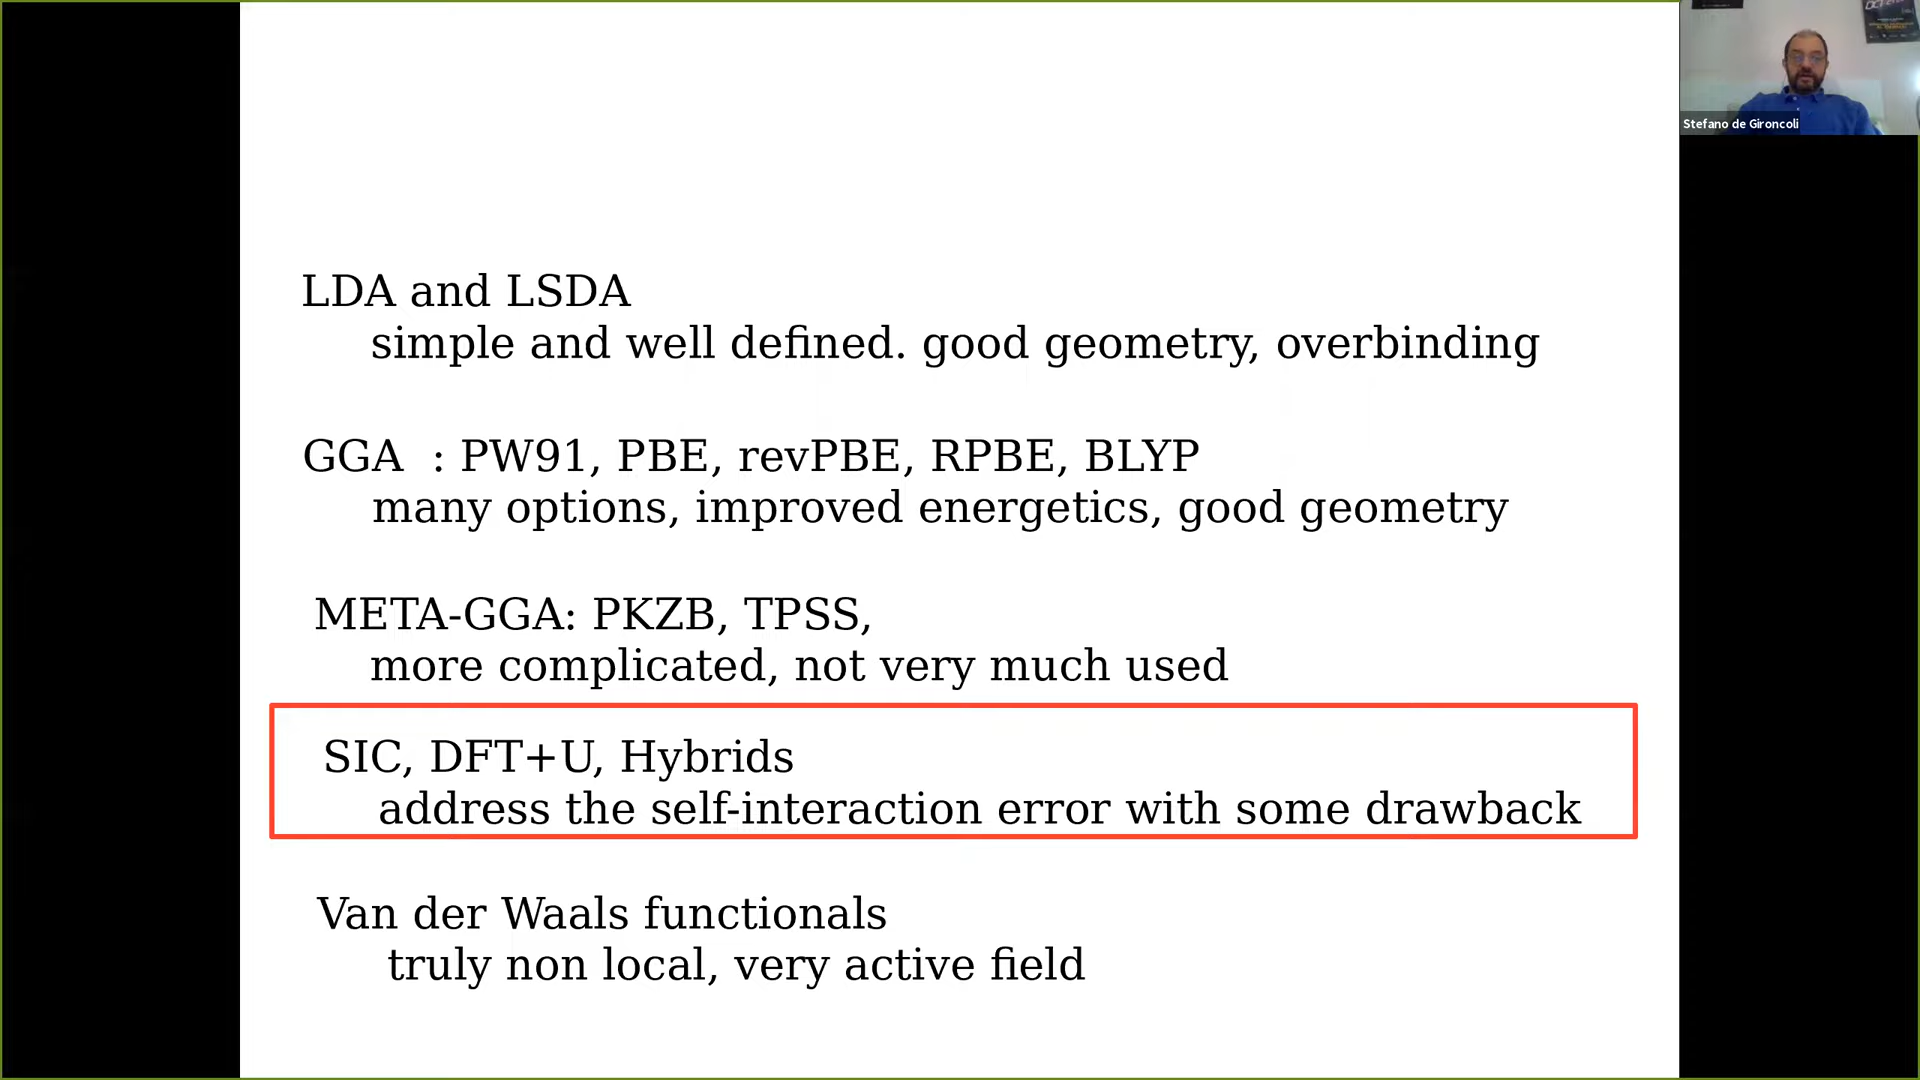 LDA and LSDA
simple and well defined. good geometry, overbinding
GGA : PW91, PBE, revPBE, RPBE, BLYP
many options, improved energetics, good geometry
META-GGA: PKZB, TPSS,
more complicated, not very much used
SIC, DFT+U, Hybrids
address the self-interaction error with some drawback
Van der Waals functionals
truly non local, very active field
Stefano de Gironcoli